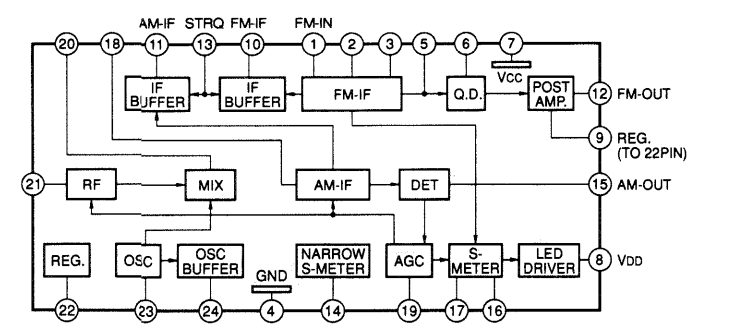 AM-IF STRQ FM-IF FM-IN
20 18 11 13 10 1 2 3 5 6 7
VCC
IF BUFFER
IF BUFFER
FM-IF
Q.D.
POST AMP.
12 FM-OUT
9 REG. (TO 22PIN)
21
RF
MIX
AM-IF
DET
15 AM-OUT
REG.
OSC
OSC BUFFER
GND
NARROW S-METER
AGC
S-METER
LED DRIVER
8 VDD
22 23 24 4 14 19 17 16